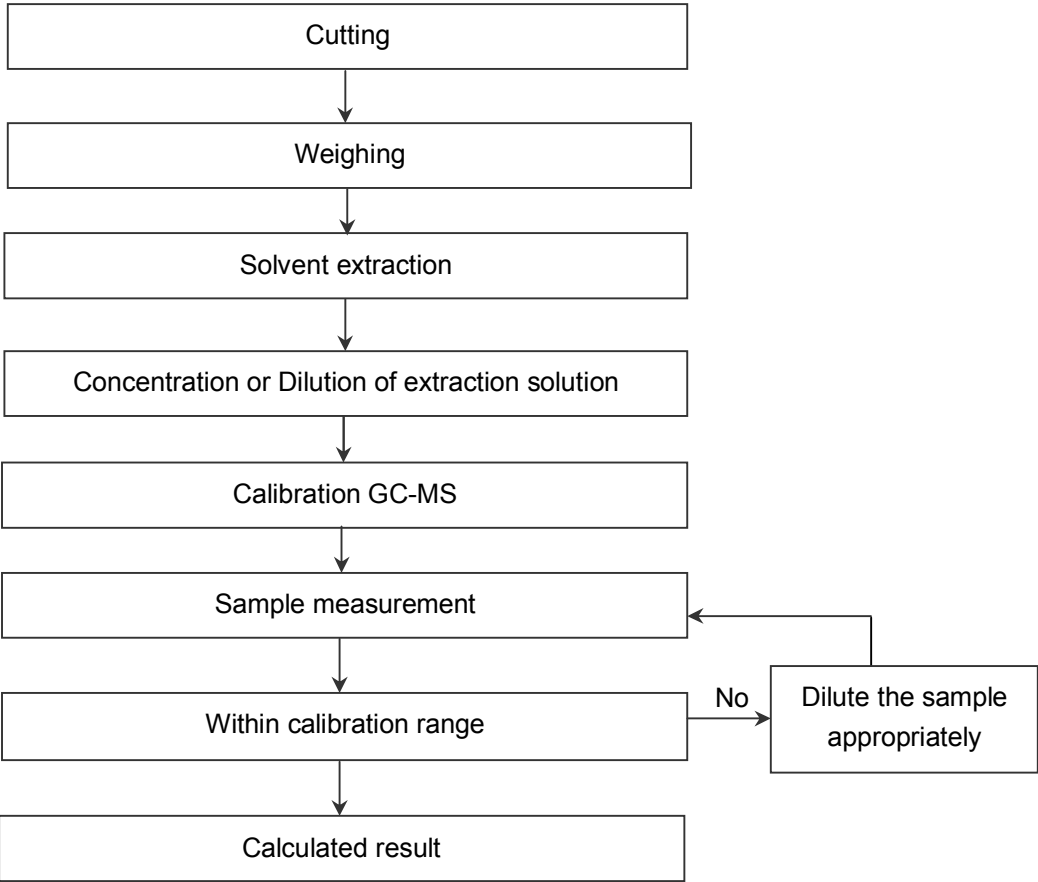 Cutting
Weighing
Solvent extraction
Concentration or Dilution of extraction solution
Calibration GC-MS
Sample measurement
Within calibration range
No
Dilute the sample
appropriately
Calculated result